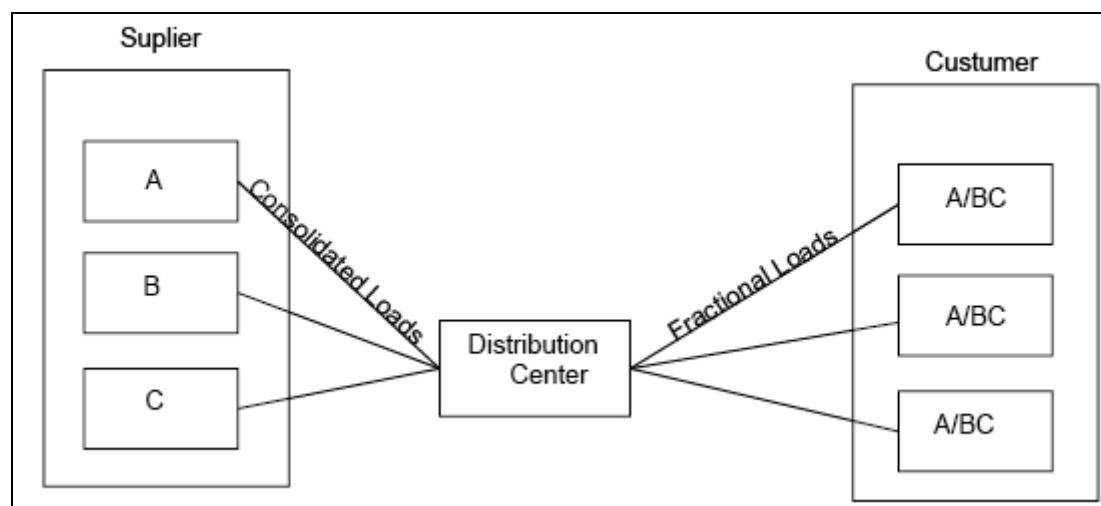 Suplier
Custumer
A
B
C
Consolidated Loads
Distribution
Center
Fractional Loads
A/BC
A/BC
A/BC